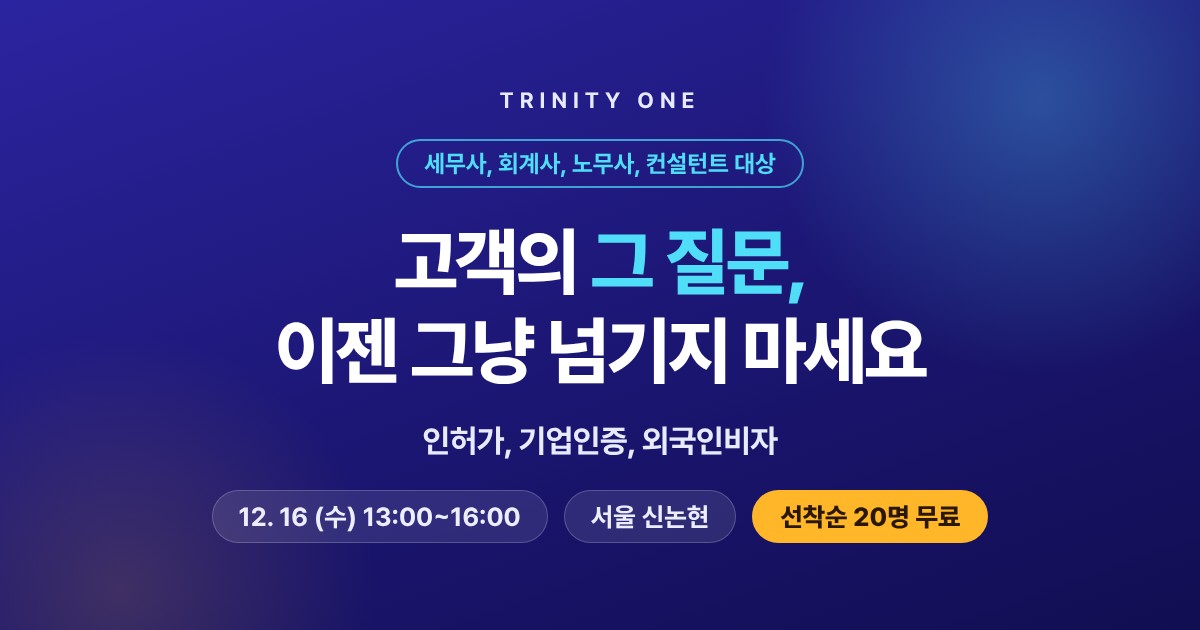 TRINITY ONE
세무사, 회계사, 노무사, 컨설턴트 대상
고객의 그 질문,
이젠 그냥 넘기지 마세요
인허가, 기업인증, 외국인비자
12. 16 (수) 13:00~16:00
서울 신논현
선착순 20명 무료